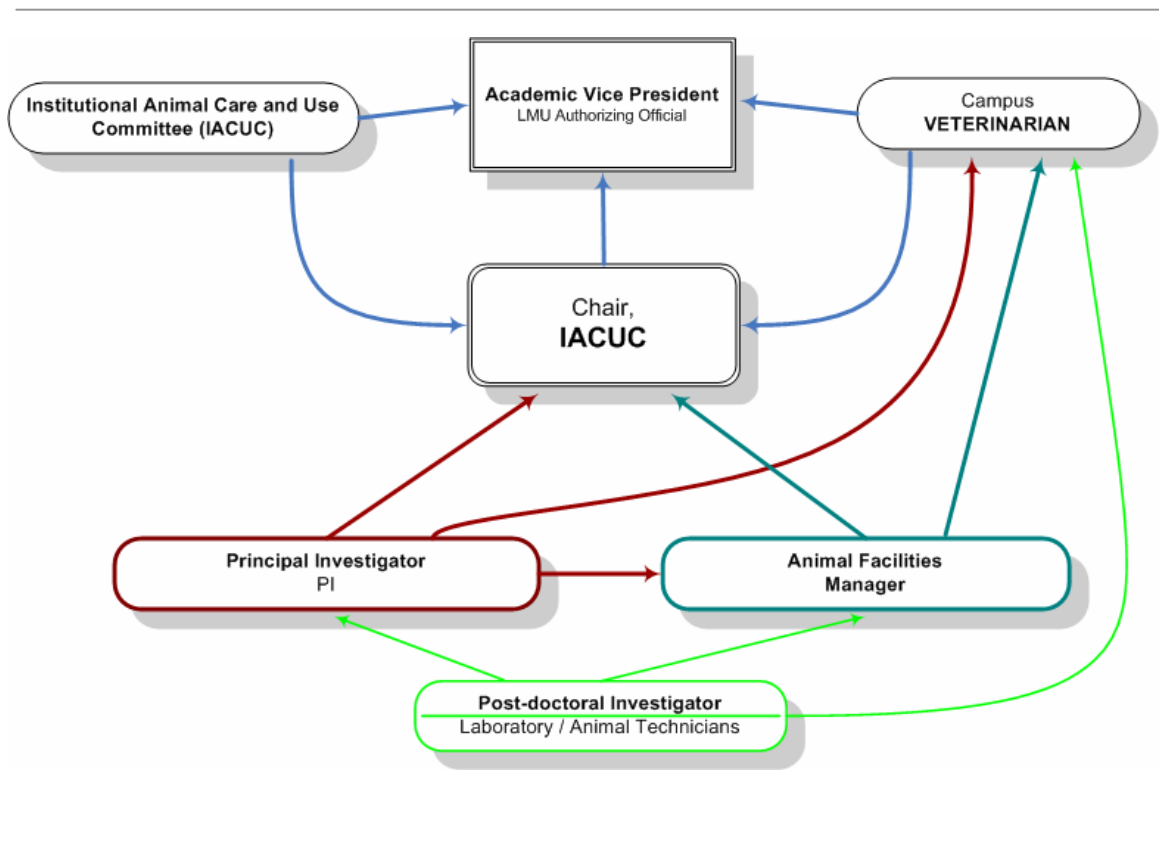 Institutional Animal Care and Use
Committee (IACUC)
Academic Vice President
LMU Authorizing Official
Campus
VETERINARIAN
Chair,
IACUC
Principal Investigator
PI
Animal Facilities
Manager
Post-doctoral Investigator
Laboratory / Animal Technicians